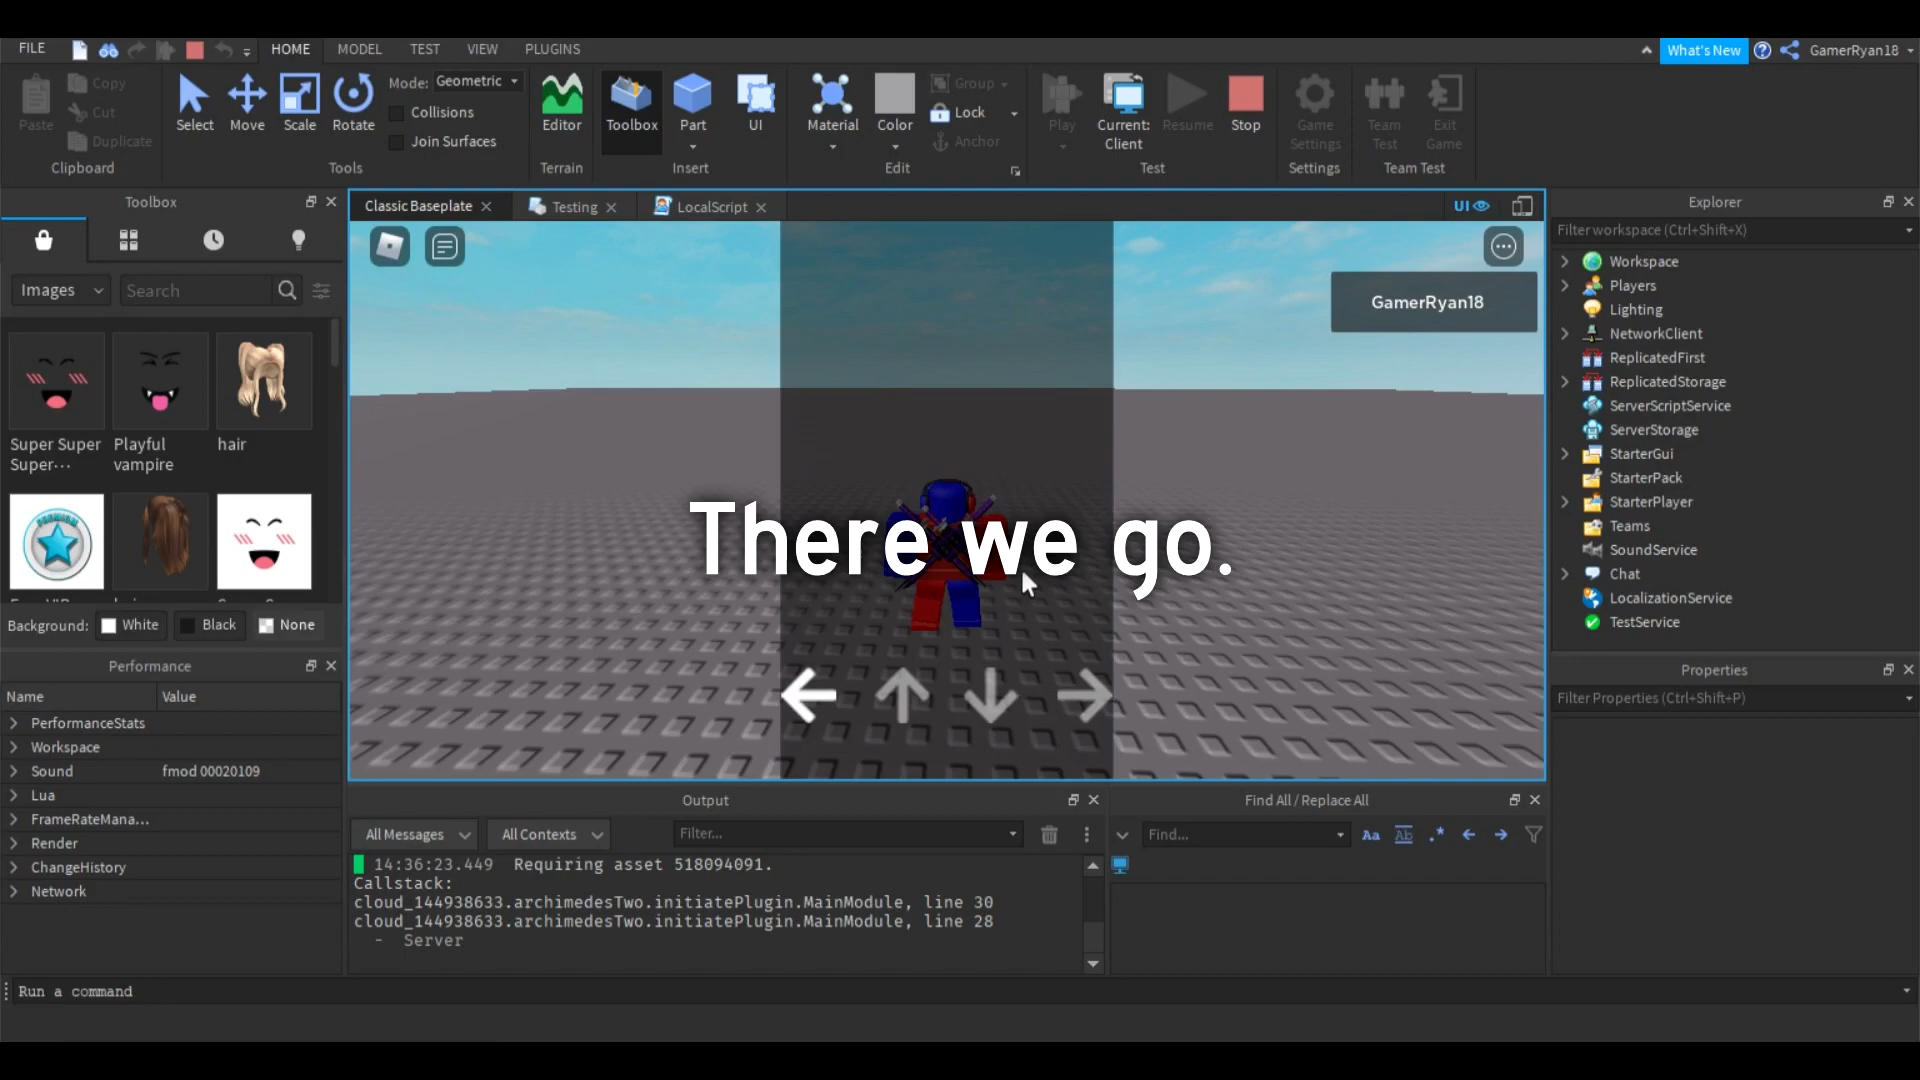 FILE
HOME
MODEL
TEST
VIEW
PLUGINS
What's New
GamerRyan18
Paste
Copy
Cut
Duplicate
Clipboard
Select
Move
Scale
Rotate
Mode: Geometric
Collisions
Join Surfaces
Tools
Editor
Terrain
Toolbox
Part
UI
Insert
Material
Color
Group
Lock
Anchor
Edit
Play
Current:
Client
Resume
Stop
Test
Game
Settings
Settings
Team
Test
Exit
Game
Team Test
Toolbox
Images
Search
Super Super
Super...
Playful
vampire
hair
PREMIUM
Background:
White
Black
None
Performance
Name
Value
PerformanceStats
Workspace
Sound
fmod 00020109
Lua
FrameRateMana...
Render
ChangeHistory
Network
Classic Baseplate
Testing
LocalScript
UI
GamerRyan18
There we go.
Output
All Messages
All Contexts
Filter...
14:36:23.449 Requiring asset 518094091.
Callstack:
cloud_144938633.archimedesTwo.initiatePlugin.MainModule, line 30
cloud_144938633.archimedesTwo.initiatePlugin.MainModule, line 28
- Server
Find All / Replace All
Find...
Aa
Ab
.*
Explorer
Filter workspace (Ctrl+Shift+X)
Workspace
Players
Lighting
NetworkClient
ReplicatedFirst
ReplicatedStorage
ServerScriptService
ServerStorage
StarterGui
StarterPack
StarterPlayer
Teams
SoundService
Chat
LocalizationService
TestService
Properties
Filter Properties (Ctrl+Shift+P)
Run a command